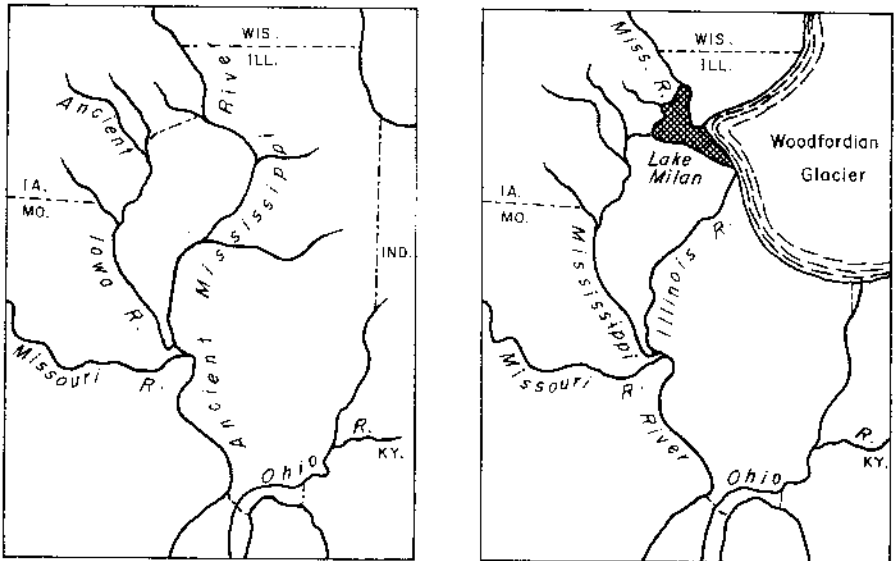 WIS.
ILL.
Ancient
River
Mississippi
IA.
MO.
Iowa
R.
IND.
Missouri
R.
Ancient
Ohio
R.
KY.
Miss. R.
WIS.
ILL.
Woodfordian
Glacier
Lake
Milan
IA.
MO.
Mississippi
River
Illinois R.
Missouri
R.
Ohio
R.
KY.